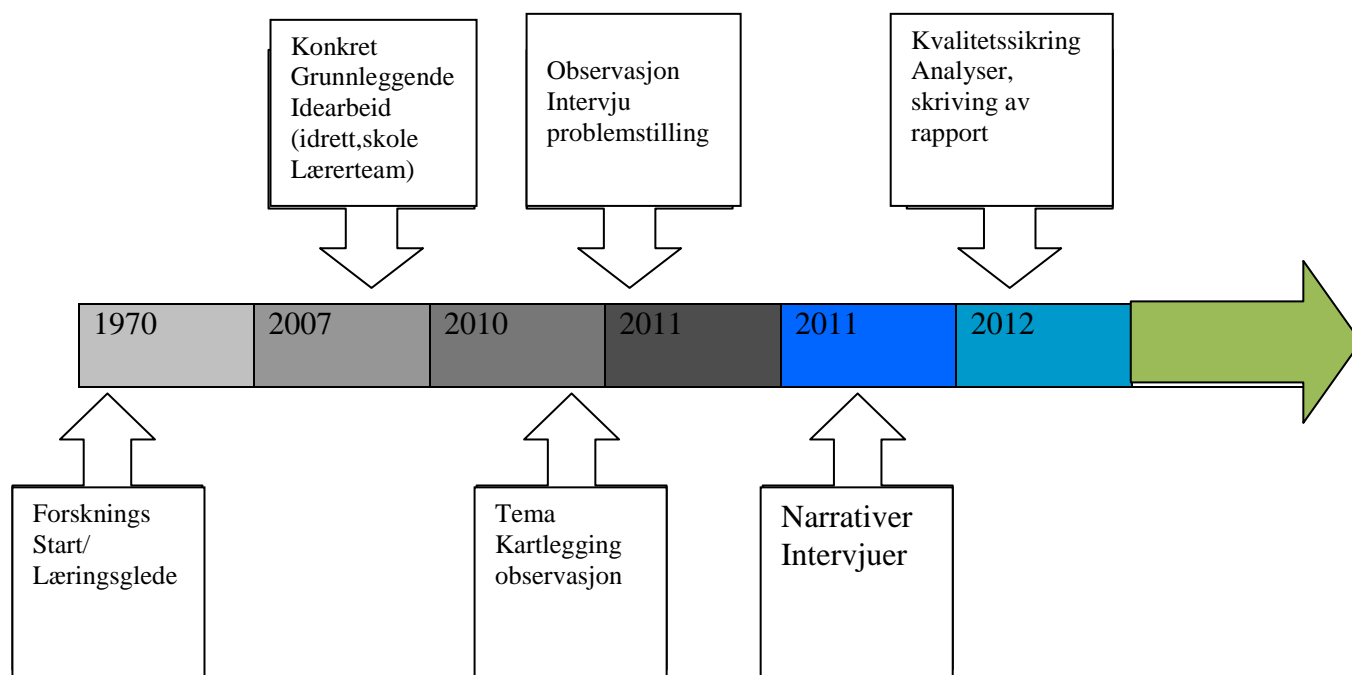 Konkret
Grunnleggende
Idearbeid
(idrett,skole
Lærerteam)
Observasjon
Intervju
problemstilling
Kvalitetssikring
Analyser,
skriving av
rapport
1970
2007
2010
2011
2011
2012
Forsknings
Start/
Læringsglede
Tema
Kartlegging
observasjon
Narrativer
Intervjuer